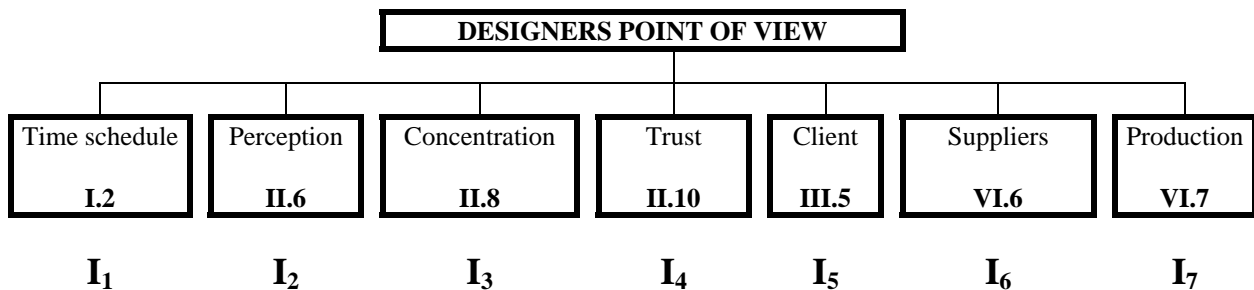 DESIGNERS POINT OF VIEW
Time schedule Perception Concentration Trust Client Suppliers Production
I.2 II.6 II.8 II.10 III.5 VI.6 VI.7
I₁ I₂ I₃ I₄ I₅ I₆ I₇